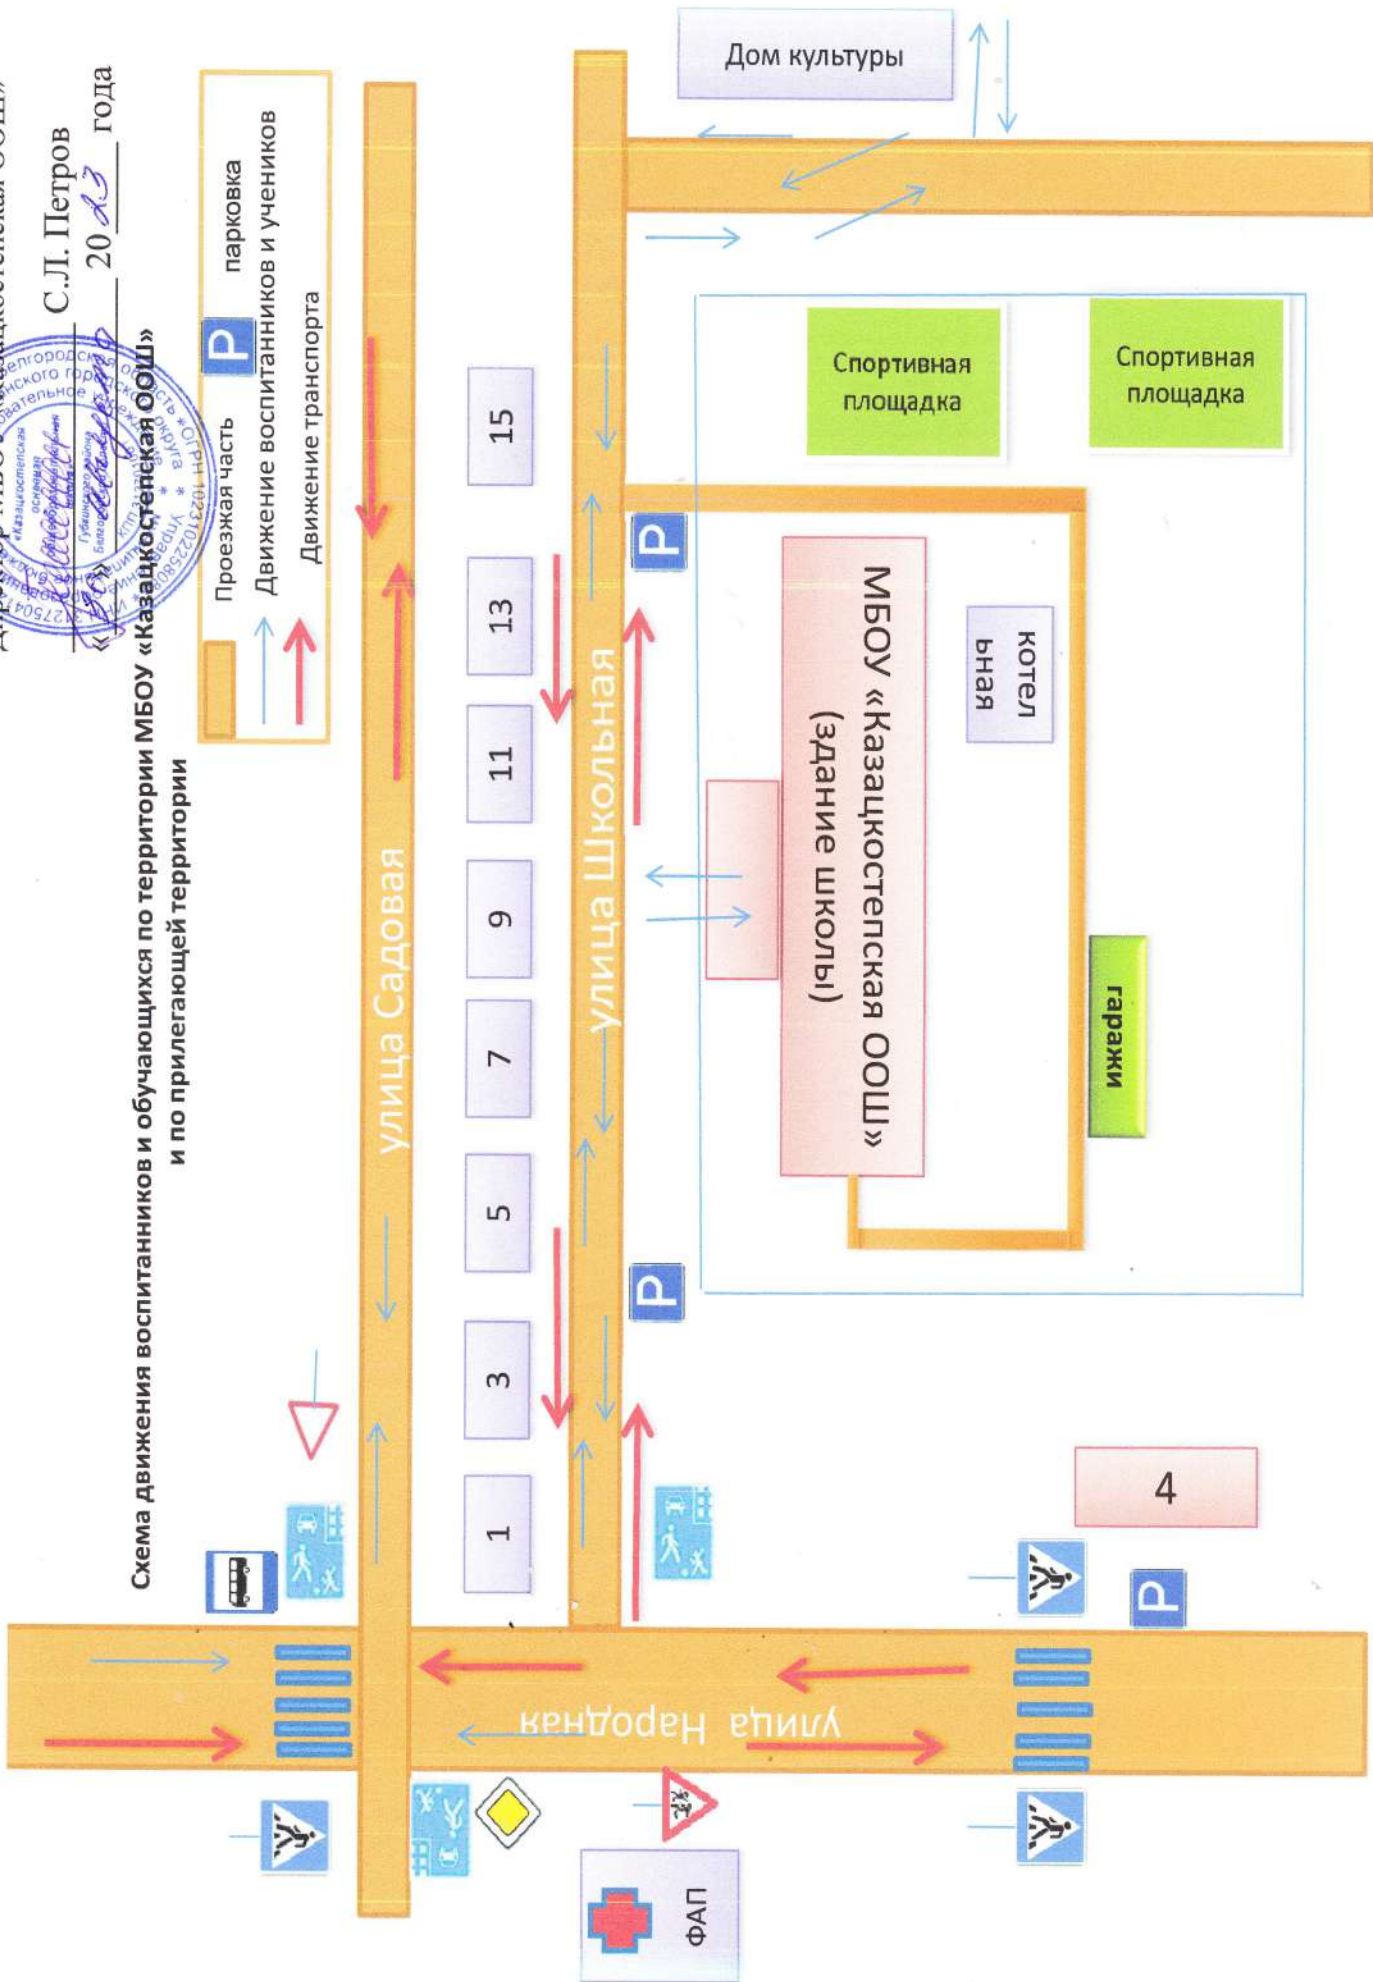 С.Л. Петров
20 23 года
Схема движения воспитанников и обучающихся по территории МБОУ «Казацкостепская ООШ»
и по прилегающей территории
Проезжая часть
P
парковка
Движение воспитанников и учеников
Движение транспорта
улица Садовая
1
3
5
7
9
11
13
15
улица Школьная
P
P
Дом культуры
МБОУ «Казацкостепская ООШ»
(здание школы)
котел
ьная
гаражи
Спортивная
площадка
Спортивная
площадка
улица Народная
ФАП
4
P